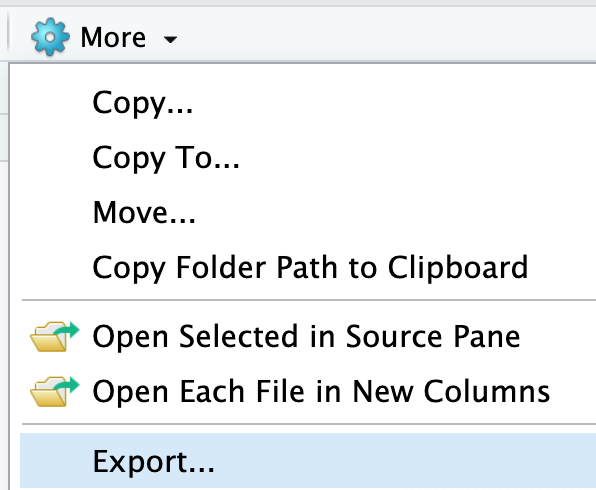 More
Copy...
Copy To...
Move...
Copy Folder Path to Clipboard
Open Selected in Source Pane
Open Each File in New Columns
Export...